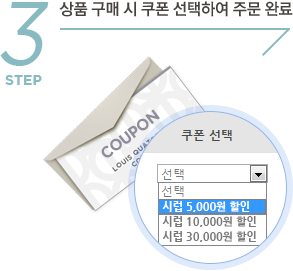 3
STEP
상품 구매 시 쿠폰 선택하여 주문 완료
COUPON
LOUIS
쿠폰 선택
선택
선택
시럽 5,000원 할인
시럽 10,000원 할인
시럽 30,000원 할인